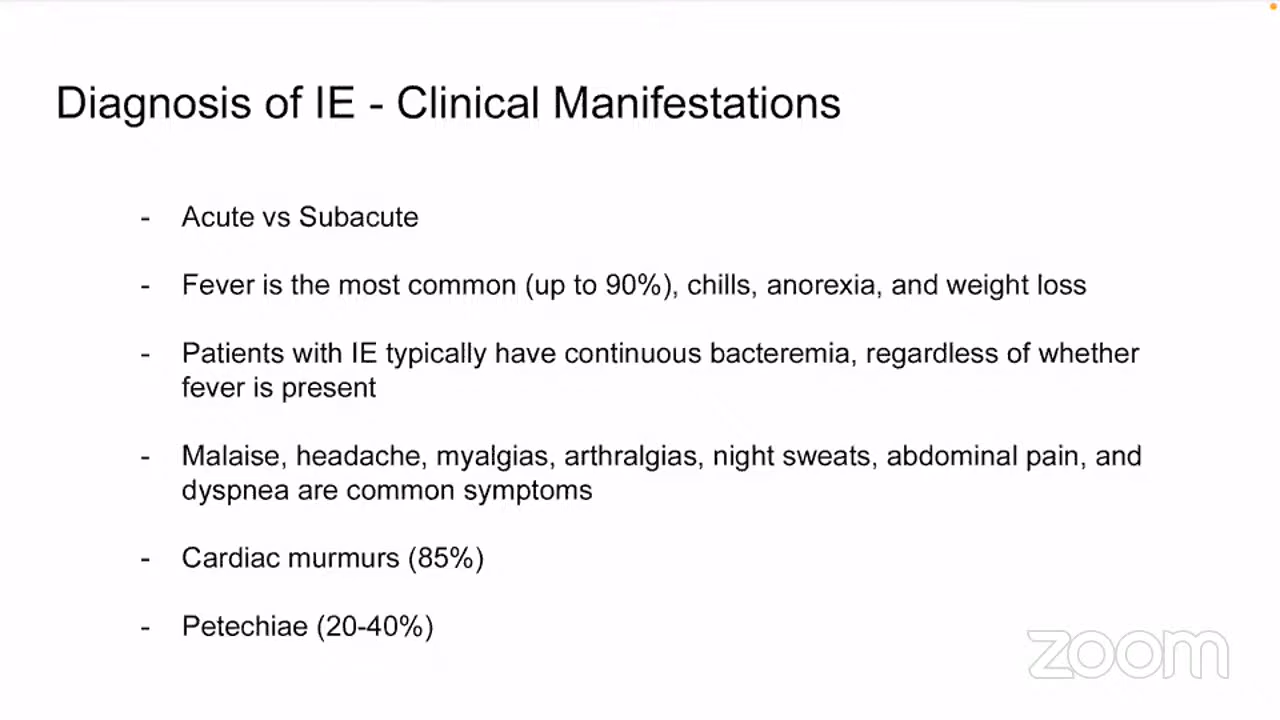 Diagnosis of IE - Clinical Manifestations
- Acute vs Subacute
- Fever is the most common (up to 90%), chills, anorexia, and weight loss
- Patients with IE typically have continuous bacteremia, regardless of whether
fever is present
- Malaise, headache, myalgias, arthralgias, night sweats, abdominal pain, and
dyspnea are common symptoms
- Cardiac murmurs (85%)
- Petechiae (20-40%)
zoom